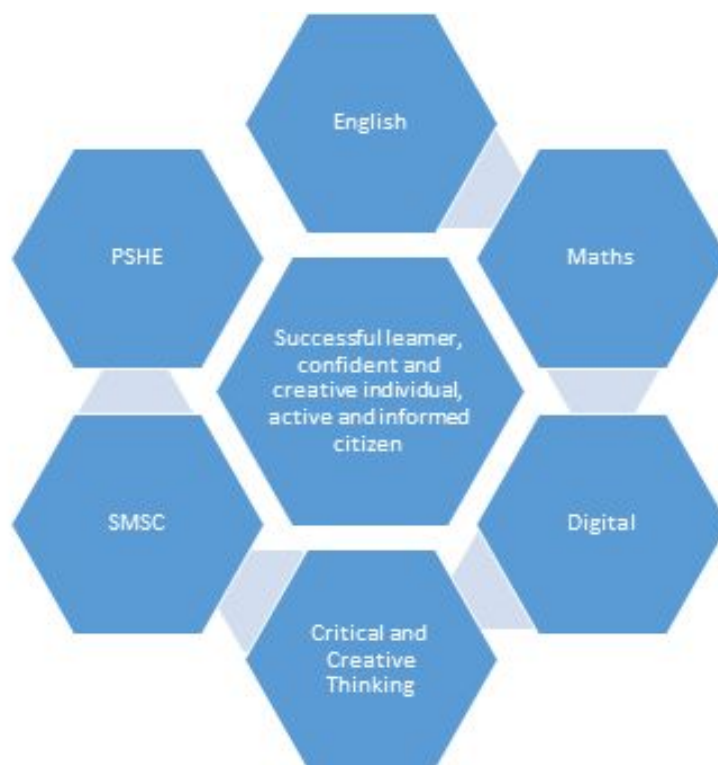 English
PSHE
Maths
Successful learner,
confident and
creative individual,
active and informed
citizen
SMSC
Digital
Critical and
Creative
Thinking